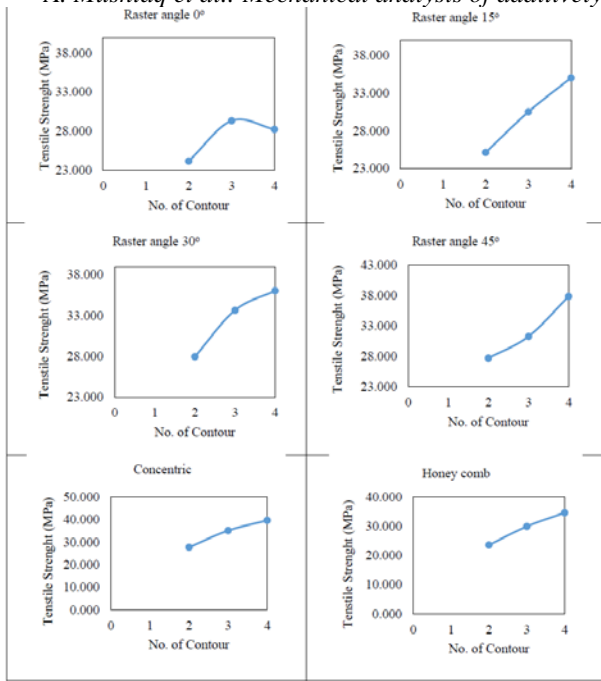 A. Mushtaq et al.: Mechanical analysis of additively
Raster angle 0°
Tenstile Strenght (MPa)
38.000
33.000
28.000
23.000
0 1 2 3 4
No. of Contour
Raster angle 15°
Tenstile Strenght (MPa)
38.000
33.000
28.000
23.000
0 1 2 3 4
No. of Contour
Raster angle 30°
Tenstile Strenght (MPa)
38.000
33.000
28.000
23.000
0 1 2 3 4
No. of Contour
Raster angle 45°
Tenstile Strenght (MPa)
43.000
38.000
33.000
28.000
23.000
0 1 2 3 4
No. of Contour
Concentric
Tenstile Strenght (MPa)
50.000
40.000
30.000
20.000
10.000
0.000
0 1 2 3 4
No. of Contour
Honey comb
Tenstile Strenght (MPa)
40.000
30.000
20.000
10.000
0.000
0 1 2 3 4
No. of Contour